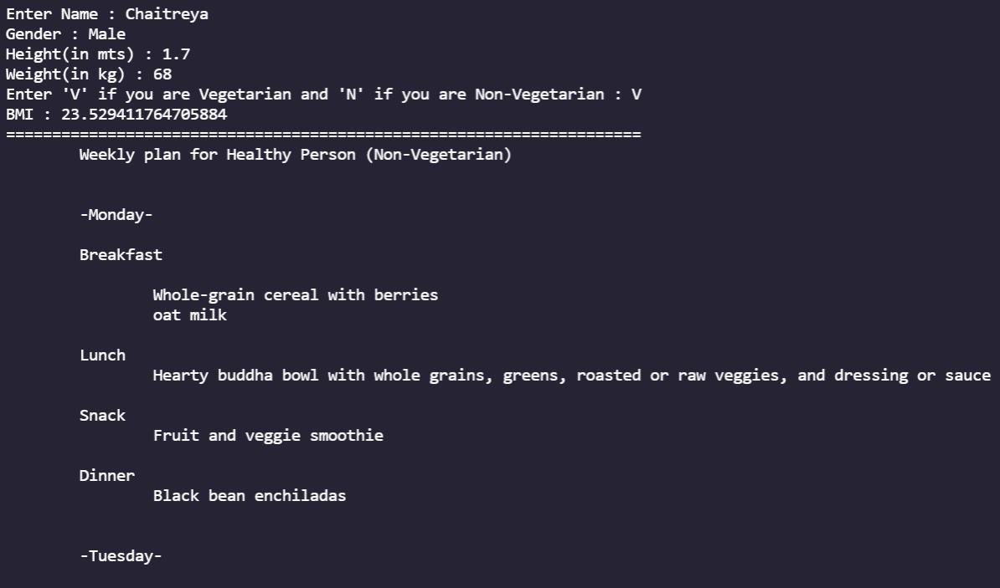 Enter Name : Chaitreya
Gender : Male
Height(in mts) : 1.7
Weight(in kg) : 68
Enter 'V' if you are Vegetarian and 'N' if you are Non-Vegetarian : V
BMI : 23.529411764705884
=====================================================================
Weekly plan for Healthy Person (Non-Vegetarian)
-Monday-
Breakfast
Whole-grain cereal with berries
oat milk
Lunch
Hearty buddha bowl with whole grains, greens, roasted or raw veggies, and dressing or sauce
Snack
Fruit and veggie smoothie
Dinner
Black bean enchiladas
-Tuesday-